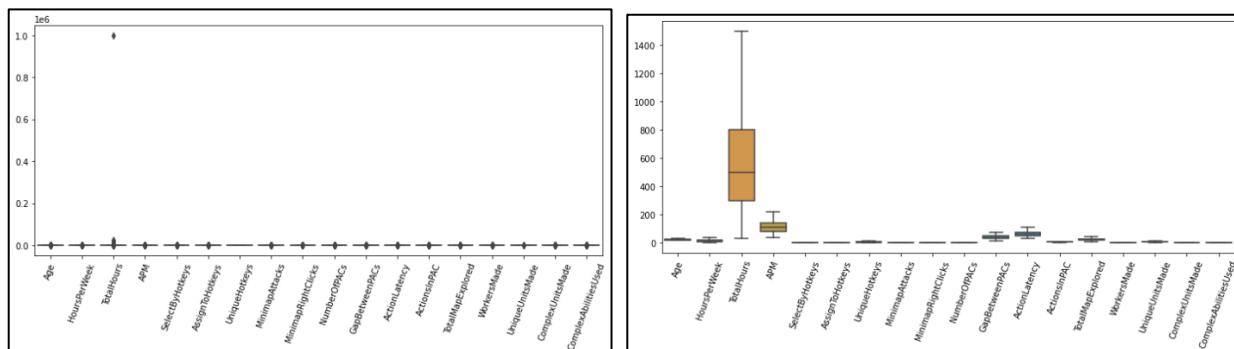 1e6
1.0
0.8
0.6
0.4
0.2
0.0
Age
HoursPerWeek
TotalHours
APM
SelectByHotkeys
AssignToHotkeys
UniqueHotkeys
MinimapAttacks
MinimapRightClicks
NumberOfPACs
GapBetweenPACs
ActionLatency
ActionsInPAC
TotalMapExplored
WorkersMade
UniqueUnitsMade
ComplexUnitsMade
ComplexAbilitiesUsed
1400
1200
1000
800
600
400
200
0
Age
HoursPerWeek
TotalHours
APM
SelectByHotkeys
AssignToHotkeys
UniqueHotkeys
MinimapAttacks
MinimapRightClicks
NumberOfPACs
GapBetweenPACs
ActionLatency
ActionsInPAC
TotalMapExplored
WorkersMade
UniqueUnitsMade
ComplexUnitsMade
ComplexAbilitiesUsed